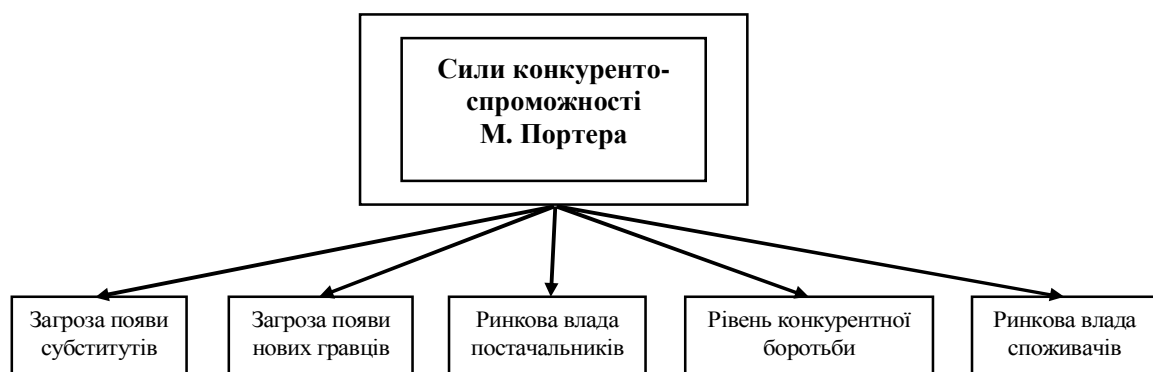 Сили конкуренто-
спроможності
М. Портера
Загроза появи
субститутів
Загроза появи
нових гравців
Ринкова влада
постачальників
Рівень конкурентної
боротьби
Ринкова влада
споживачів